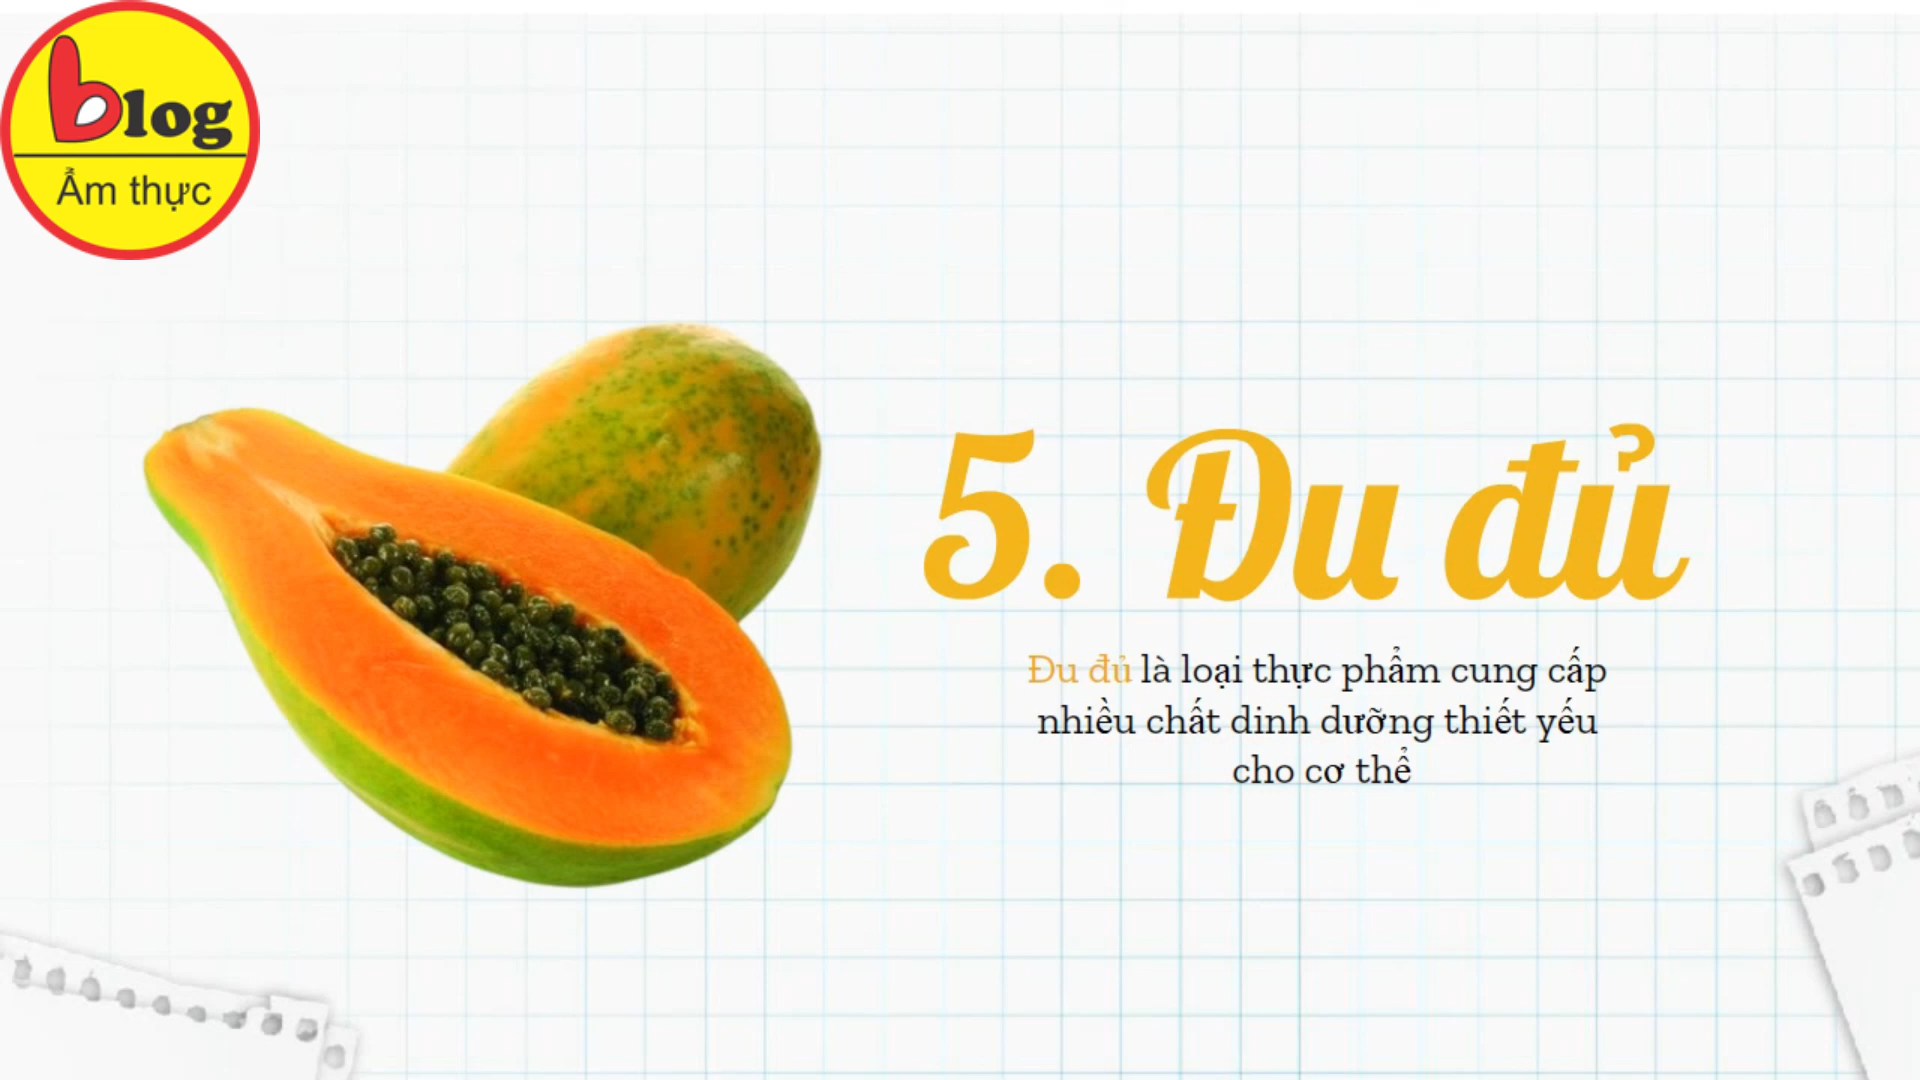 blog
Ẩm thực
5. Đu đủ
Đu đủ là loại thực phẩm cung cấp
nhiều chất dinh dưỡng thiết yếu
cho cơ thể